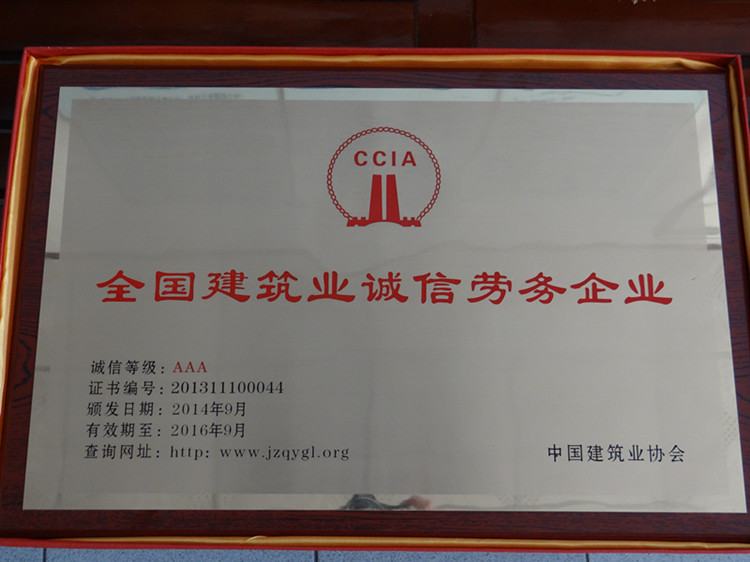 CCIA
全国建筑业诚信劳务企业
诚信等级：AAA
证书编号：201311100044
颁发日期：2014年9月
有效期至：2016年9月
查询网址：http: www.jzqygl.org
中国建筑业协会